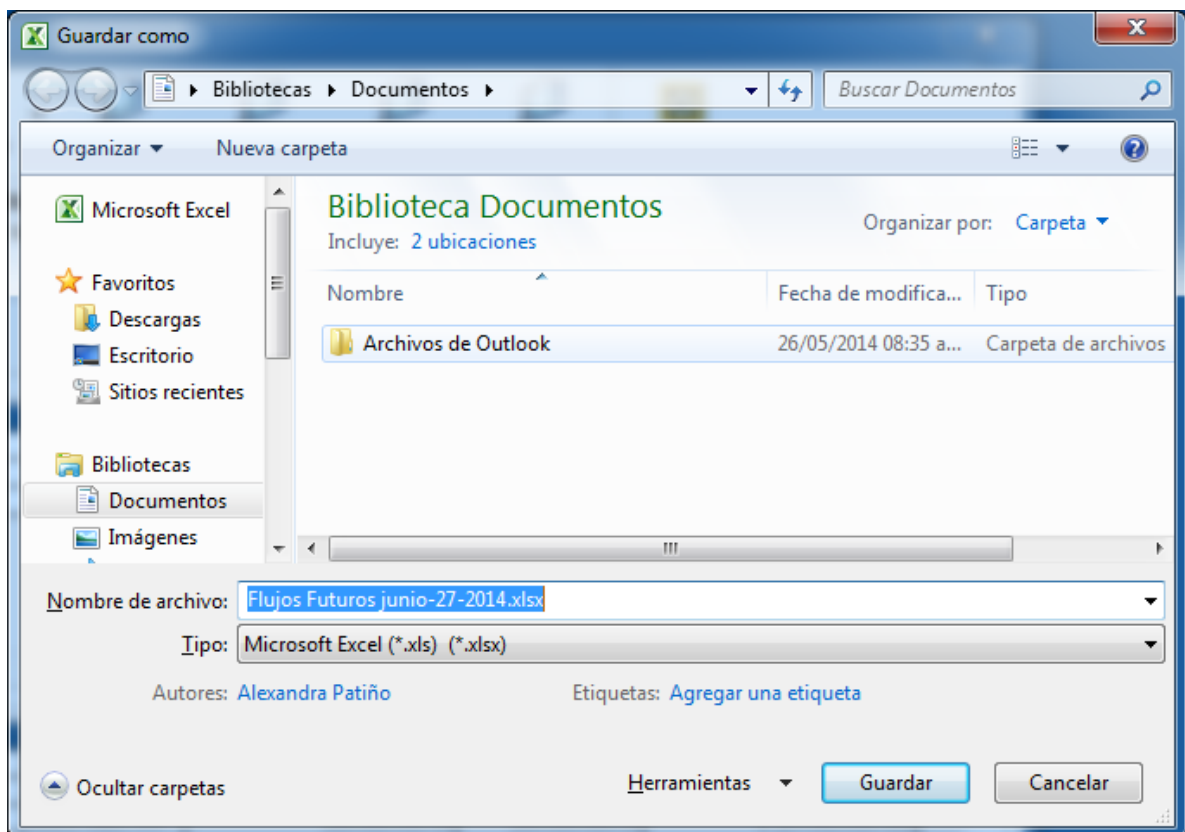 Guardar como
Bibliotecas Documentos
Buscar Documentos
Organizar Nueva carpeta
Microsoft Excel
Favoritos
Descargas
Escritorio
Sitios recientes
Bibliotecas
Documentos
Imágenes
Biblioteca Documentos
Incluye: 2 ubicaciones
Organizar por: Carpeta
Nombre Fecha de modifica... Tipo
Archivos de Outlook 26/05/2014 08:35 a... Carpeta de archivos
Nombre de archivo: Flujos Futuros junio-27-2014.xlsx
Tipo: Microsoft Excel (*.xls) (*.xlsx)
Autores: Alexandra Patiño Etiquetas: Agregar una etiqueta
Ocultar carpetas Herramientas Guardar Cancelar